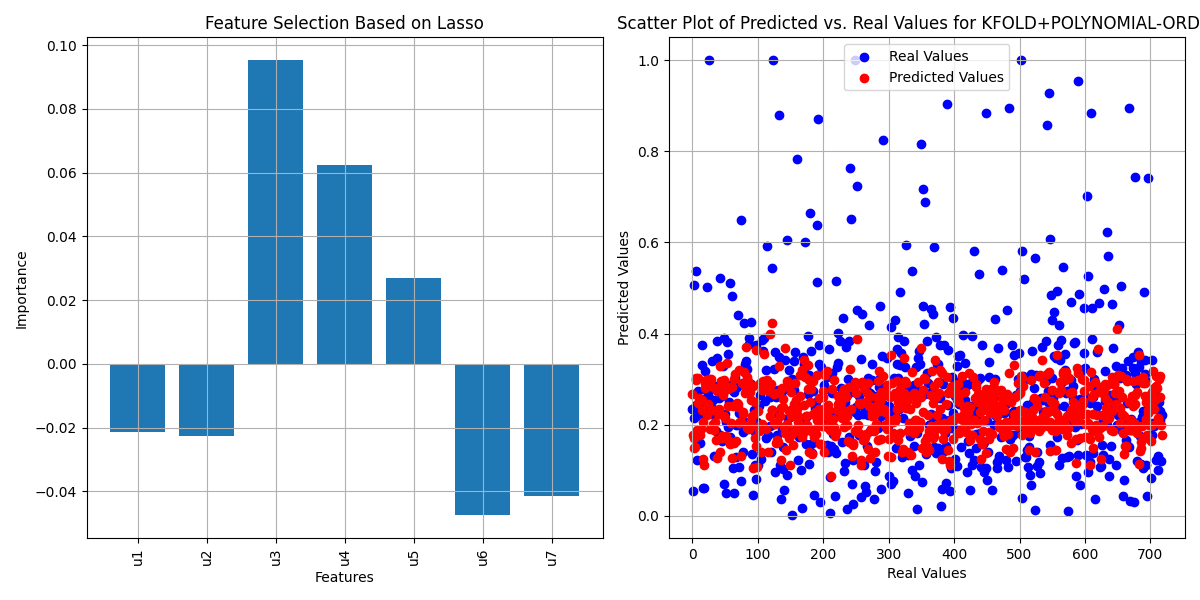 Feature Selection Based on Lasso
Importance
0.10
0.08
0.06
0.04
0.02
0.00
−0.02
−0.04
u1 u2 u3 u4 u5 u6 u7
Features
Scatter Plot of Predicted vs. Real Values for KFOLD+POLYNOMIAL-ORD
Real Values
Predicted Values
Predicted Values
1.0
0.8
0.6
0.4
0.2
0.0
0 100 200 300 400 500 600 700
Real Values